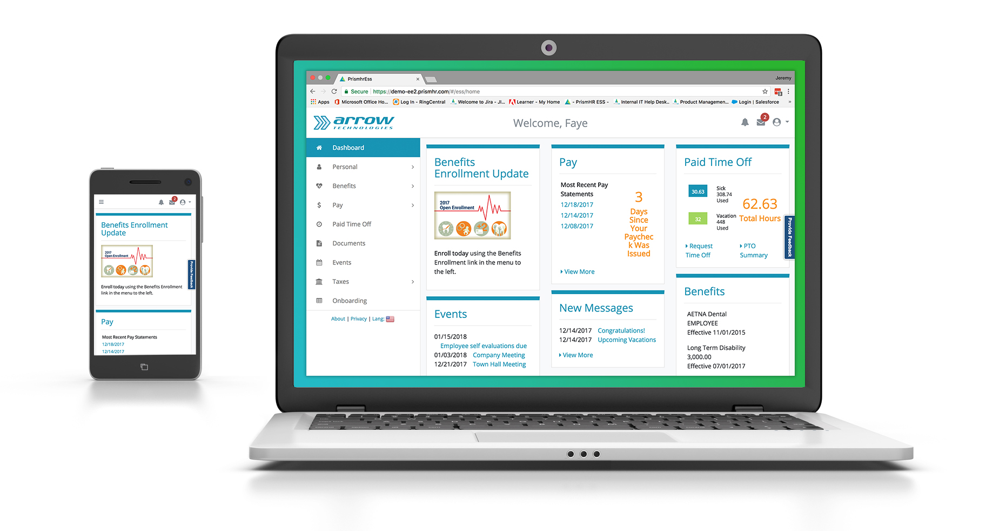 Benefits Enrollment
Update
2017
Open Enrollment
Enroll today using the Benefits Enrollment
link in the menu to the left.
Provide Feedback
Pay
Most Recent Pay Statements
12/18/2017
12/14/2017
2
PrismhrEss
Jeremy
Secure https://demo-ee2.prismhr.com/#/ess/home
3
Apps Microsoft Office Ho... Log In - RingCentral Welcome to Jira - JI... Learner - My Home - PrismHR ESS - Internal IT Help Desk... Product Managemen... Login | Salesforce »
arrow
TECHNOLOGIES
Welcome, Faye
2
Dashboard
Personal
Benefits
Pay
Paid Time Off
Documents
Events
Taxes
Onboarding
About | Privacy | Lang:
Benefits
Enrollment Update
2017
Open Enrollment
+2
Enroll today using the Benefits
Enrollment link in the menu to
the left.
Events
01/15/2018
Employee self evaluations due
01/03/2018 Company Meeting
12/21/2017 Town Hall Meeting
Pay
Most Recent Pay
Statements
12/18/2017
12/14/2017
12/08/2017
3
Days
Since
Your
Paychec
k Was
Issued
View More
New Messages
12/14/2017 Congratulations!
12/14/2017 Upcoming Vacations
View More
Paid Time Off
30.63
Sick
308.74
Used
32
Vacation
448
Used
62.63
Total Hours
Request
Time Off
PTO
Summary
Provide Feedback
Benefits
AETNA Dental
EMPLOYEE
Effective 11/01/2015
Long Term Disability
3,000.00
Effective 07/01/2017